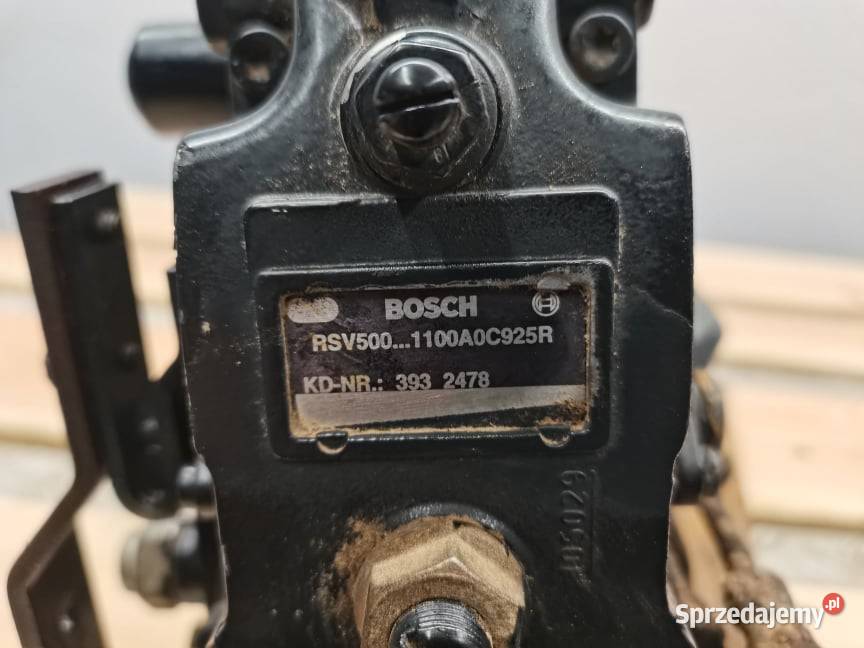 BOSCH
RSV500...1100A0C925R
KD-NR.: 393 2478
Sprzedajemy.pl